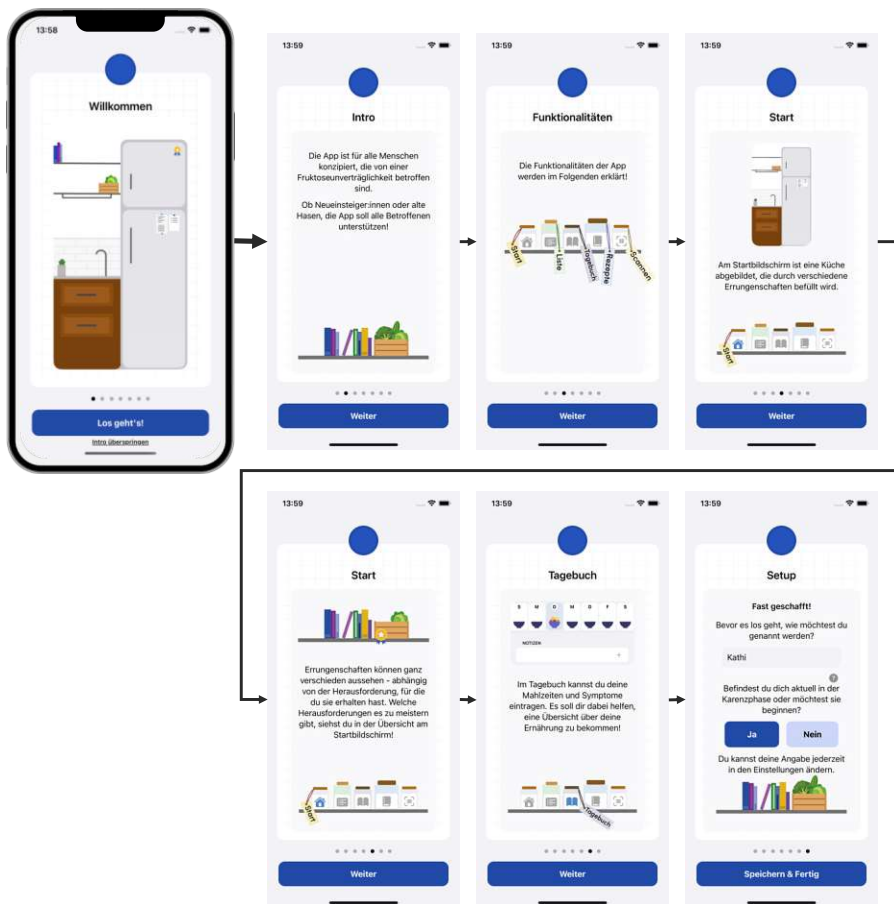 13:58
Willkommen
Los geht's!
Intro überspringen
13:59
Intro
Die App ist für alle Menschen
konzipiert, die von einer
Fruktoseunverträglichkeit betroffen
sind.
Ob Neueinsteiger:innen oder alte
Hasen, die App soll alle Betroffenen
unterstützen!
Weiter
13:59
Funktionalitäten
Die Funktionalitäten der App
werden im Folgenden erklärt!
Start
Liste
Tagebuch
Rezepte
Scannen
Weiter
13:59
Start
Am Startbildschirm ist eine Küche
abgebildet, die durch verschiedene
Errungenschaften befüllt wird.
Start
Weiter
13:59
Start
Errungenschaften können ganz
verschieden aussehen - abhängig
von der Herausforderung, für die
du sie erhalten hast. Welche
Herausforderungen es zu meistern
gibt, siehst du in der Übersicht am
Startbildschirm!
Start
Weiter
13:59
Tagebuch
S M D M D F S
NOTIZEN
+
Im Tagebuch kannst du deine
Mahlzeiten und Symptome
eintragen. Es soll dir dabei helfen,
eine Übersicht über deine
Ernährung zu bekommen!
Tagebuch
Weiter
13:59
Setup
Fast geschafft!
Bevor es los geht, wie möchtest du
genannt werden?
Kathi
?
Befindest du dich aktuell in der
Karenzphase oder möchtest sie
beginnen?
Ja Nein
Du kannst deine Angabe jederzeit
in den Einstellungen ändern.
Speichern & Fertig